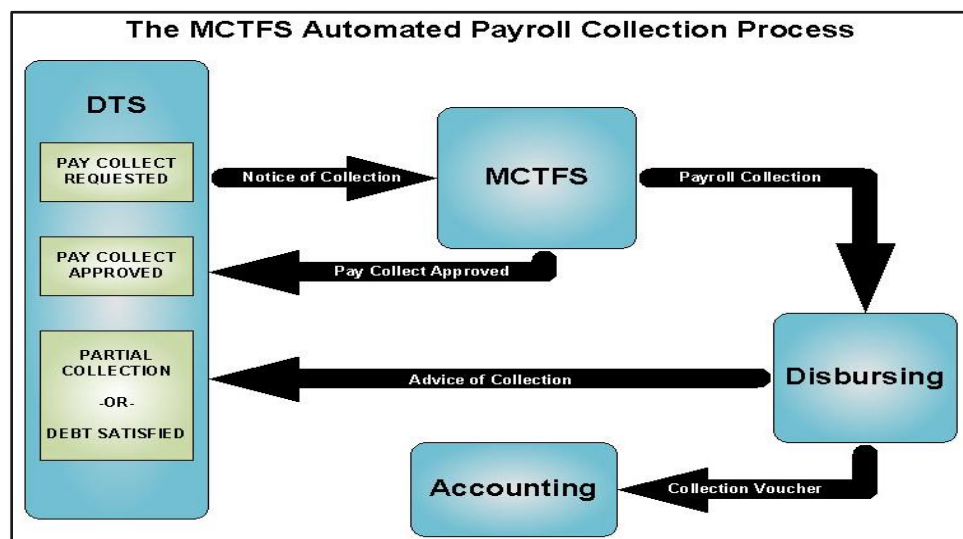 The MCTFS Automated Payroll Collection Process
DTS
PAY COLLECT
REQUESTED
Notice of Collection
MCTFS
Payroll Collection
PAY COLLECT
APPROVED
Pay Collect Approved
PARTIAL
COLLECTION
-OR-
DEBT SATISFIED
Advice of Collection
Disbursing
Accounting
Collection Voucher